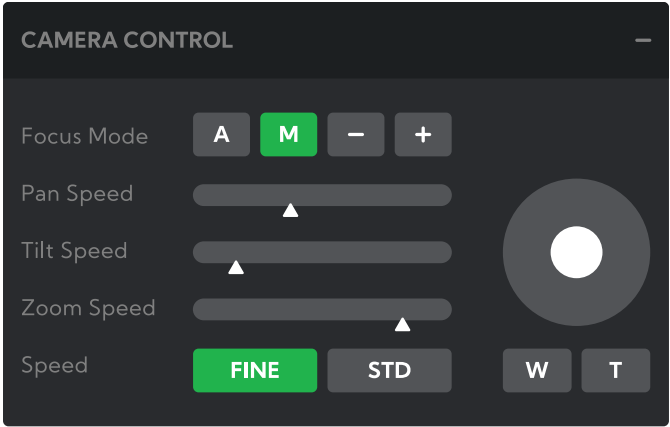 CAMERA CONTROL −
Focus Mode A M − +
Pan Speed
Tilt Speed
Zoom Speed
Speed FINE STD W T